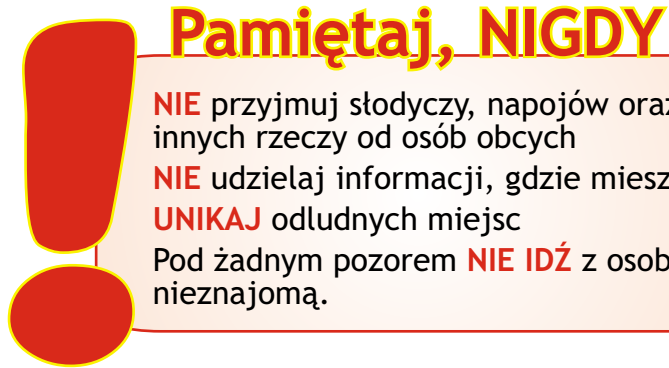 Pamiętaj, NIGDY
NIE przyjmuj słodyczy, napojów oraz
innych rzeczy od osób obcych
NIE udzielaj informacji, gdzie miesz
UNIKAJ odludnych miejsc
Pod żadnym pozorem NIE IDŹ z osob
nieznajomą.